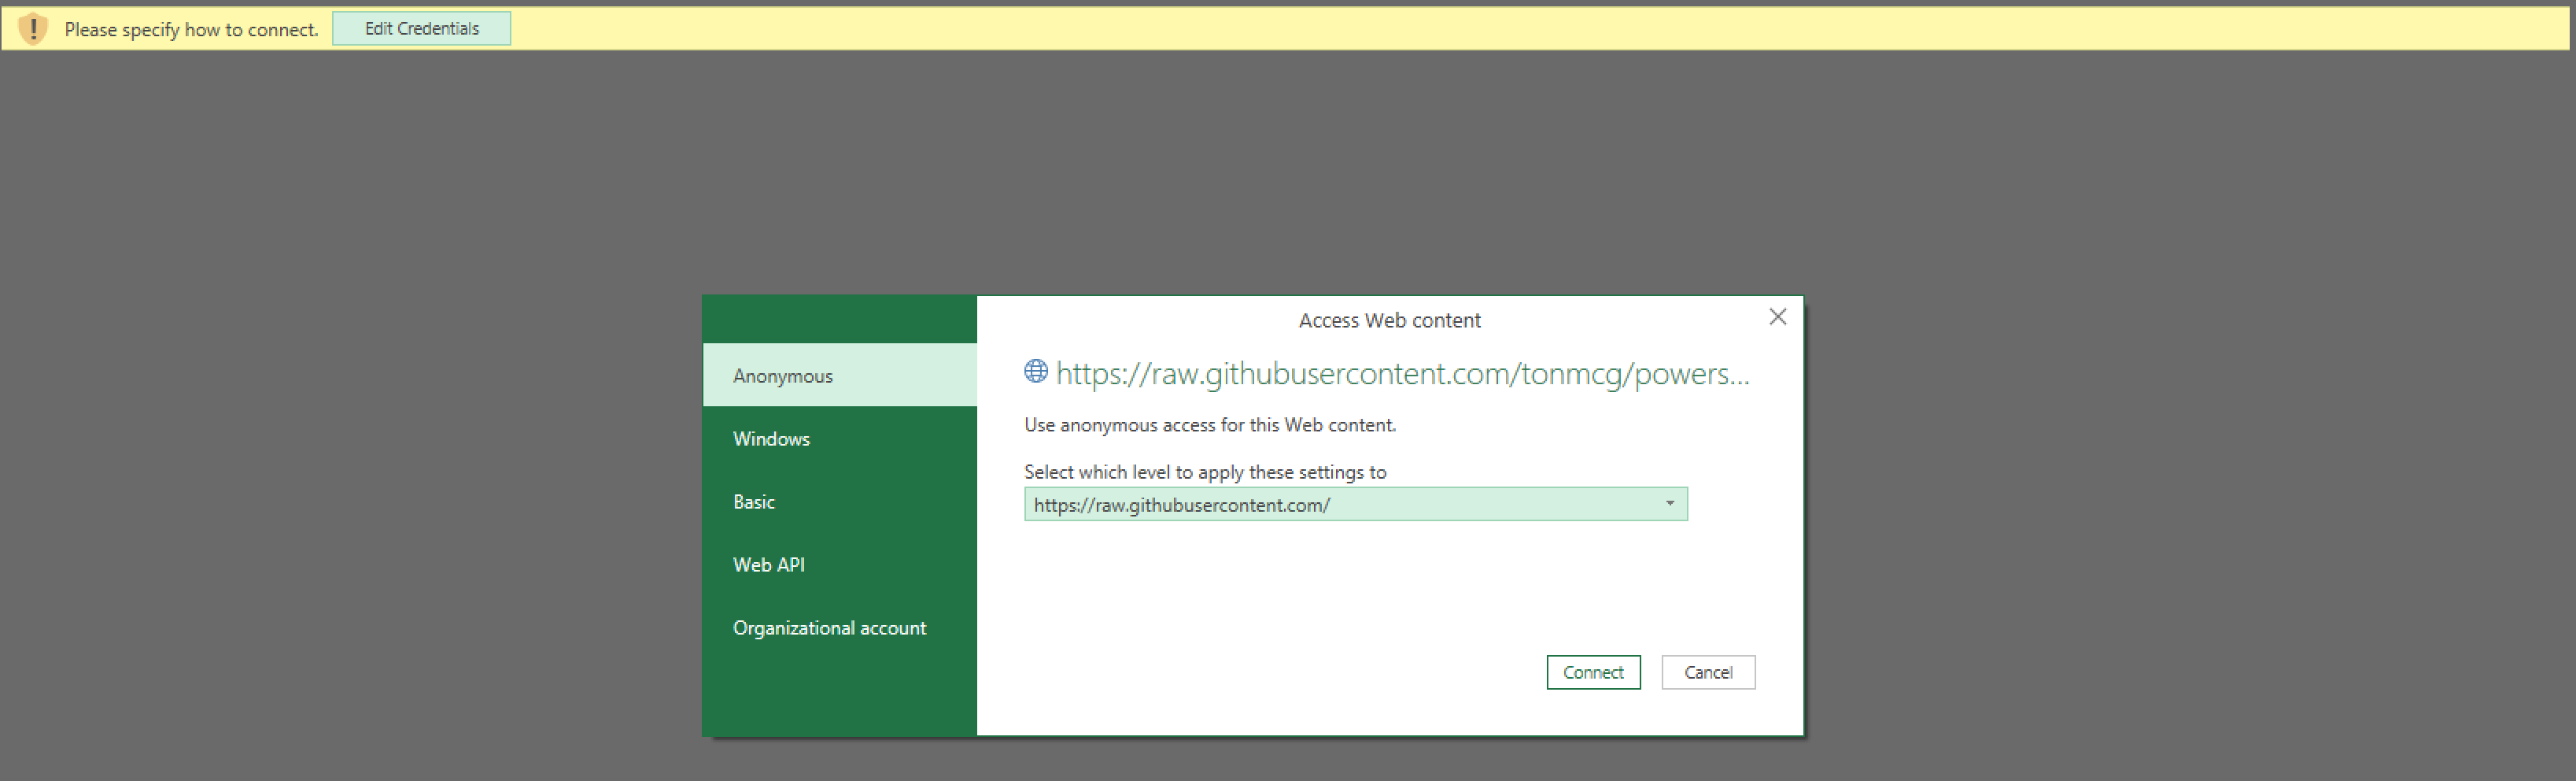 Please specify how to connect.
Edit Credentials
Access Web content
Anonymous
Windows
Basic
Web API
Organizational account
https://raw.githubusercontent.com/tonmcg/powers...
Use anonymous access for this Web content.
Select which level to apply these settings to
https://raw.githubusercontent.com/
Connect
Cancel